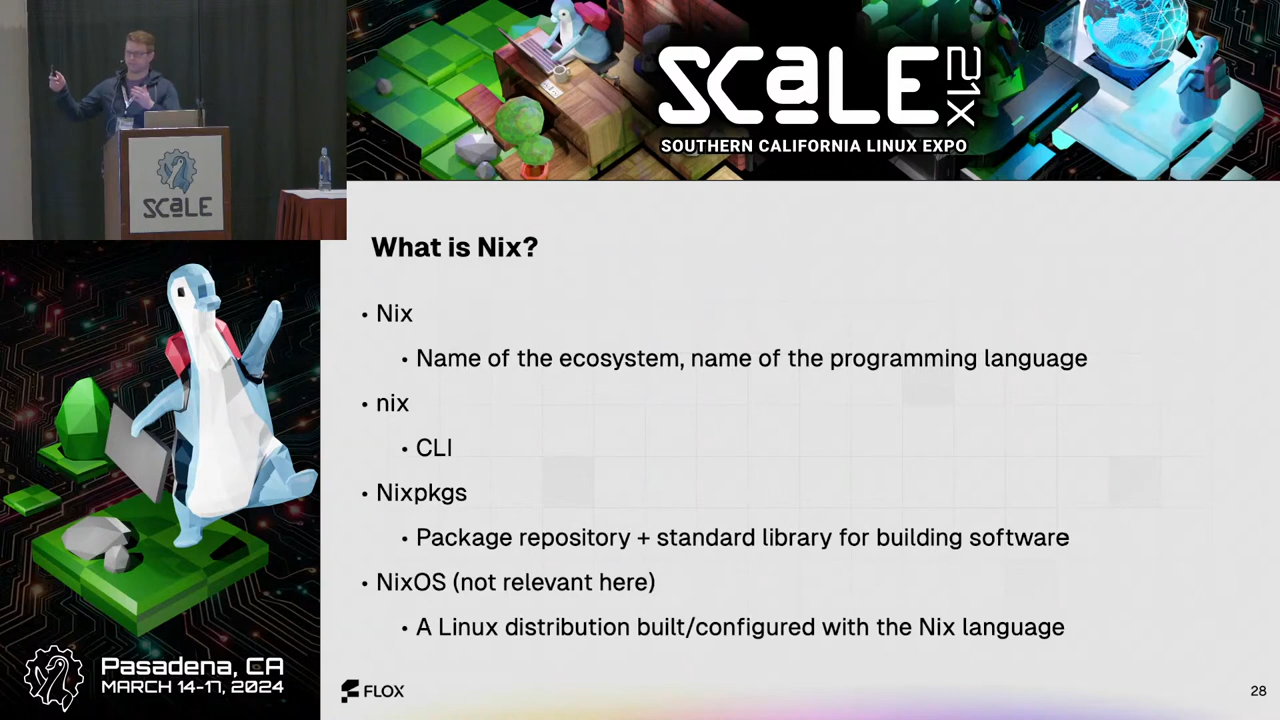 SCaLE 21x
SOUTHERN CALIFORNIA LINUX EXPO
SCaLE
What is Nix?
• Nix
• Name of the ecosystem, name of the programming language
• nix
• CLI
• Nixpkgs
• Package repository + standard library for building software
• NixOS (not relevant here)
• A Linux distribution built/configured with the Nix language
Pasadena, CA
MARCH 14-17, 2024
FLOX
28